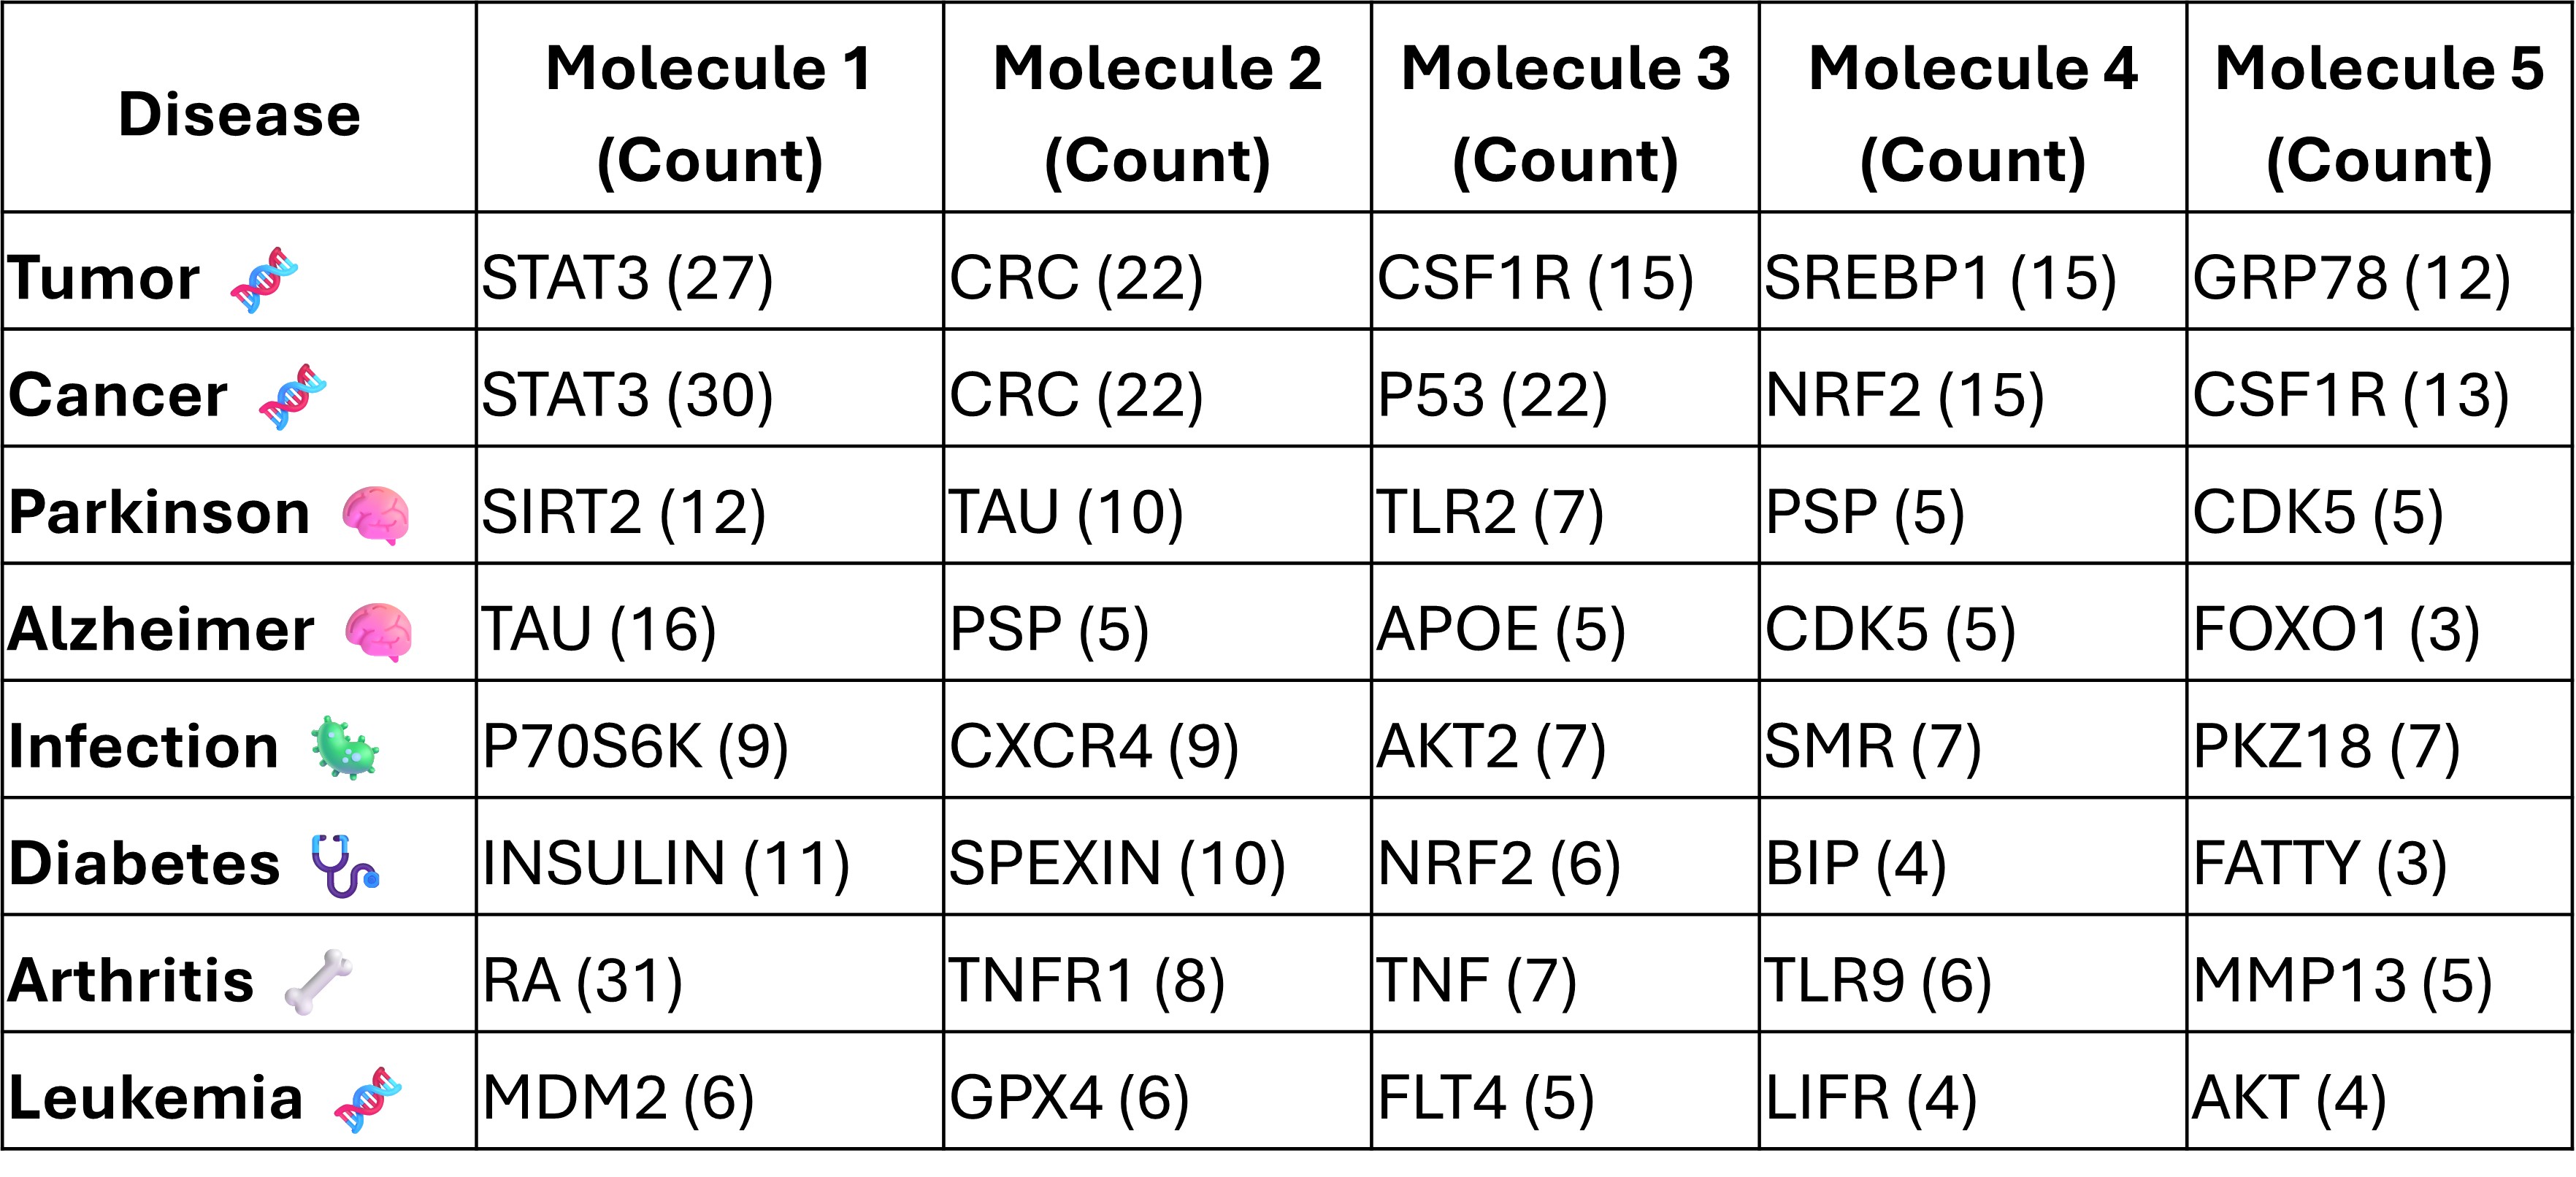 Disease Molecule 1 (Count) Molecule 2 (Count) Molecule 3 (Count) Molecule 4 (Count) Molecule 5 (Count)
Tumor STAT3 (27) CRC (22) CSF1R (15) SREBP1 (15) GRP78 (12)
Cancer STAT3 (30) CRC (22) P53 (22) NRF2 (15) CSF1R (13)
Parkinson SIRT2 (12) TAU (10) TLR2 (7) PSP (5) CDK5 (5)
Alzheimer TAU (16) PSP (5) APOE (5) CDK5 (5) FOXO1 (3)
Infection P70S6K (9) CXCR4 (9) AKT2 (7) SMR (7) PKZ18 (7)
Diabetes INSULIN (11) SPEXIN (10) NRF2 (6) BIP (4) FATTY (3)
Arthritis RA (31) TNFR1 (8) TNF (7) TLR9 (6) MMP13 (5)
Leukemia MDM2 (6) GPX4 (6) FLT4 (5) LIFR (4) AKT (4)